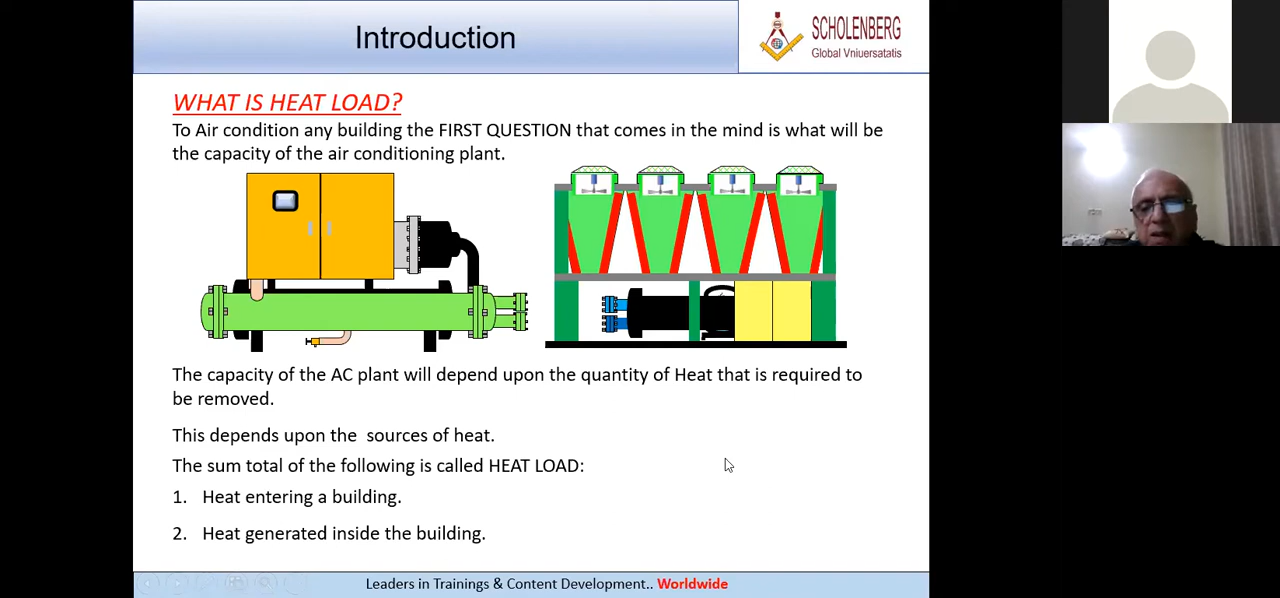 Introduction
SCHOLENBERG
Global Vniuersatatis
WHAT IS HEAT LOAD?
To Air condition any building the FIRST QUESTION that comes in the mind is what will be
the capacity of the air conditioning plant.
The capacity of the AC plant will depend upon the quantity of Heat that is required to
be removed.
This depends upon the sources of heat.
The sum total of the following is called HEAT LOAD:
1. Heat entering a building.
2. Heat generated inside the building.
Leaders in Trainings & Content Development.. Worldwide